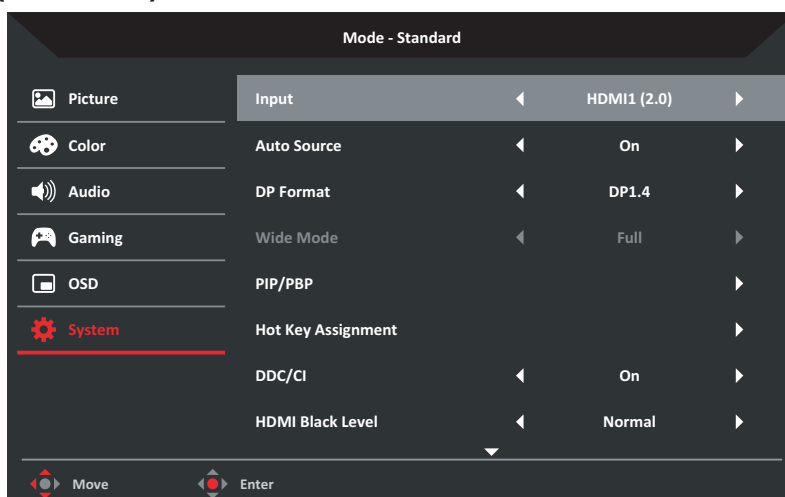 Mode - Standard
Picture
Input HDMI1 (2.0)
Color
Auto Source On
Audio
DP Format DP1.4
Gaming
Wide Mode Full
OSD
PIP/PBP
System
Hot Key Assignment
DDC/CI On
HDMI Black Level Normal
Move Enter